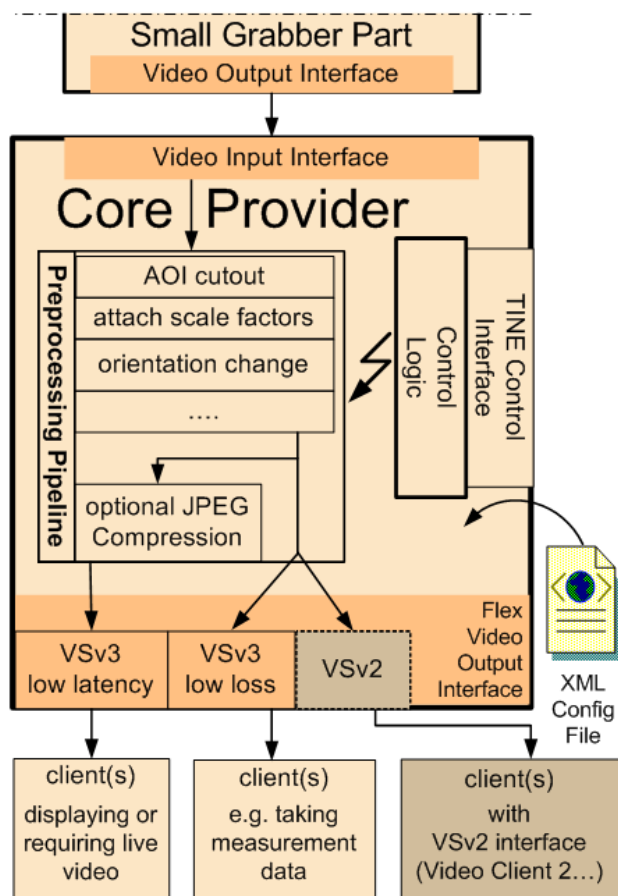 Small Grabber Part
Video Output Interface
Video Input Interface
Core Provider
Preprocessing Pipeline
AOI cutout
attach scale factors
orientation change
....
optional JPEG
Compression
Control
Logic
TINE Control
Interface
Flex
Video
Output
Interface
VSv3
low latency
VSv3
low loss
VSv2
XML
Config
File
client(s)
displaying or
requiring live
video
client(s)
e.g. taking
measurement
data
client(s)
with
VSv2 interface
(Video Client 2...)